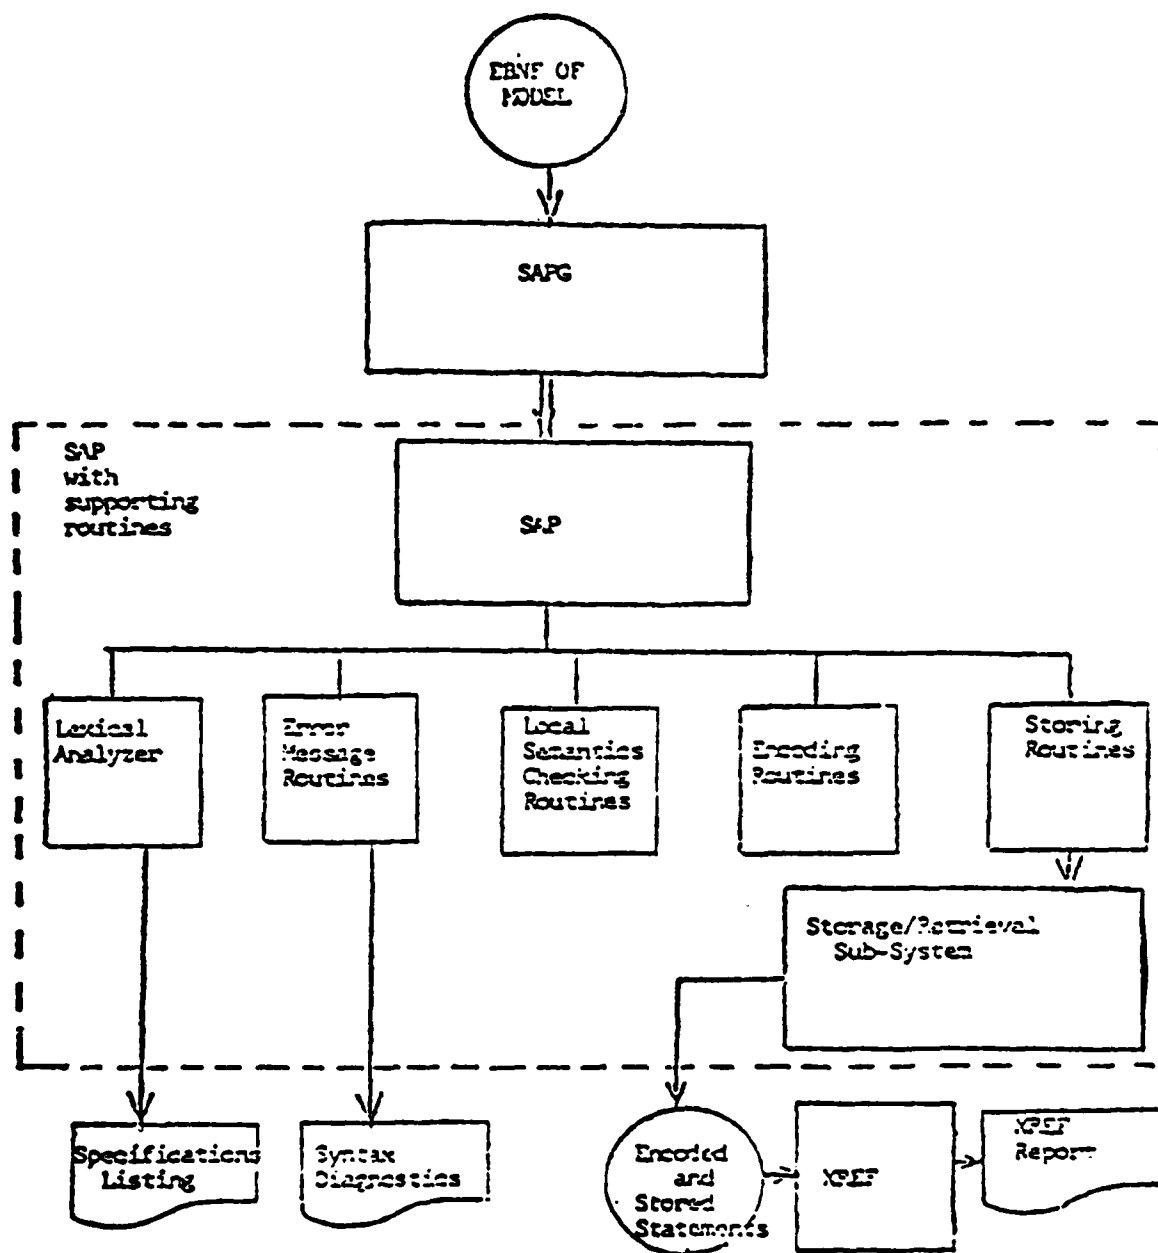 EBNF OF
MODEL
SAPG
SAP
with
supporting
routines
SAP
Lexical
Analyzer
Error
Message
Routines
Local
Semantics
Checking
Routines
Encoding
Routines
Storing
Routines
Storage/Retrieval
Sub-System
Specifications
Listing
Syntax
Diagnostics
Encoded
and
Stored
Statements
XREF
XREF
Report